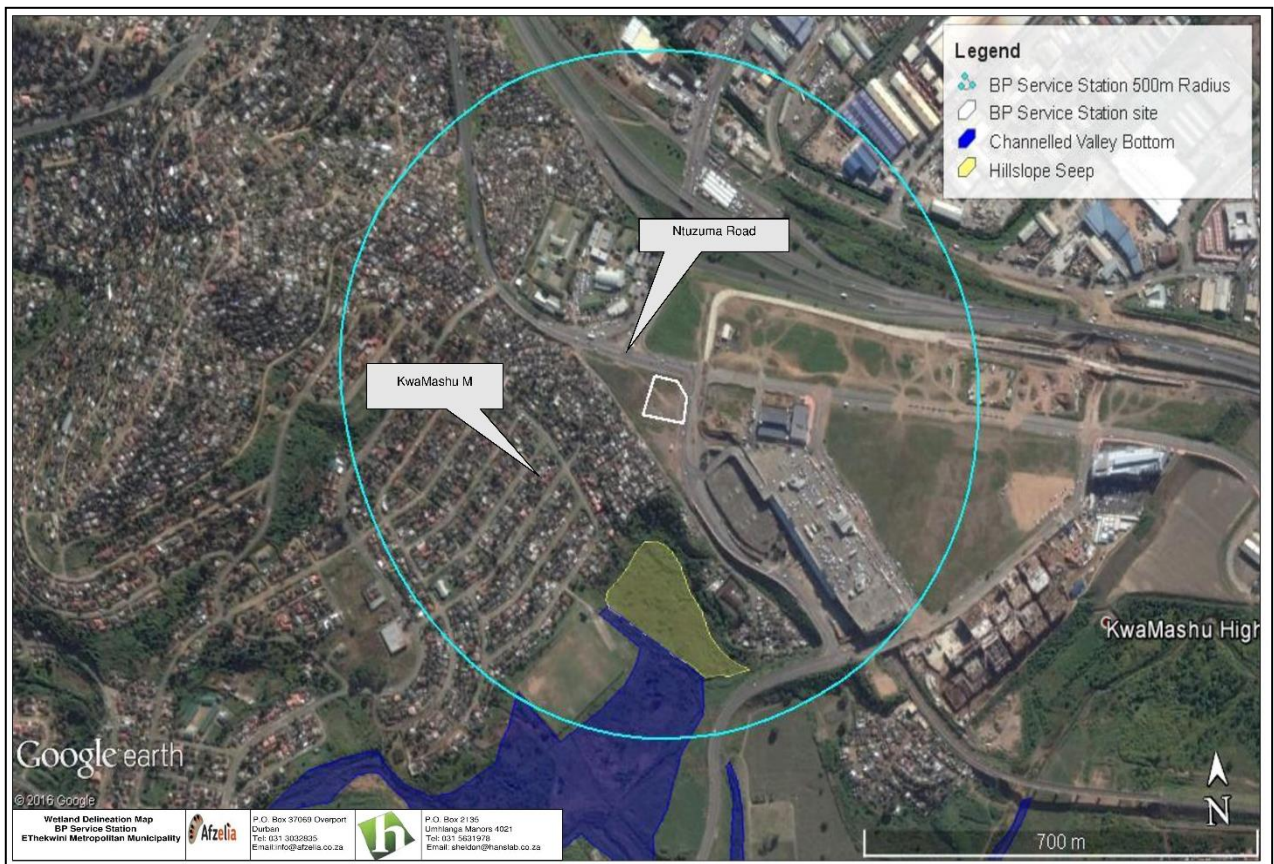 Legend
BP Service Station 500m Radius
BP Service Station site
Channelled Valley Bottom
Hillslope Seep
Ntuzuma Road
KwaMashu M
KwaMashu High
Google earth
© 2016 Google
Wetland Delineation Map
BP Service Station
EThekwini Metropolitan Municipality
Afzelia
P.O. Box 37069 Overport
Durban
Tel: 031 3032835
Email:info@afzelia.co.za
h
P.O. Box 2135
Umhlanga Manors 4021
Tel: 031 5631978
Email: sheldon@hanslab.co.za
N
700 m